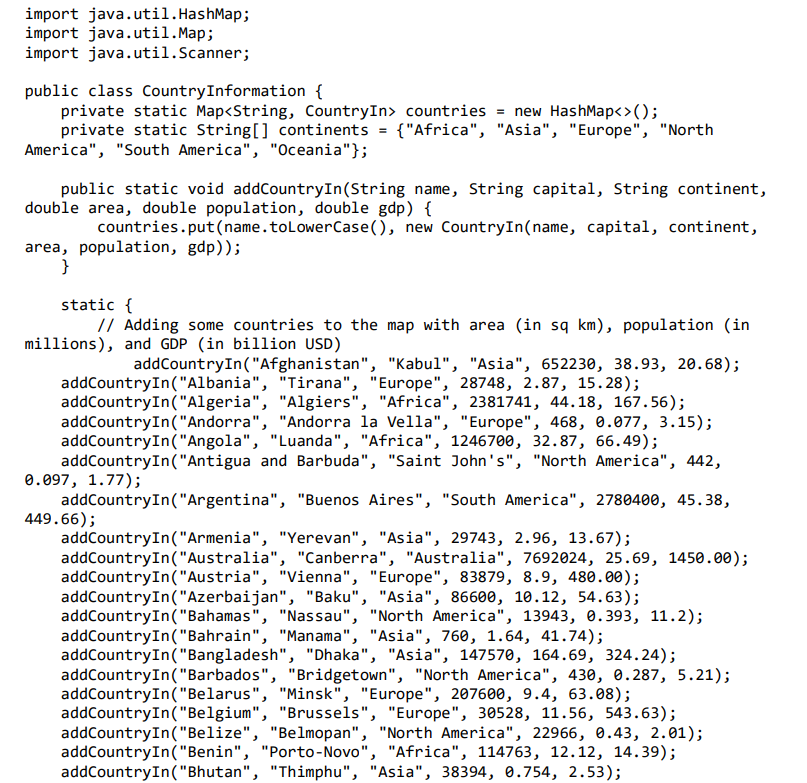 import java.util.HashMap;
import java.util.Map;
import java.util.Scanner;

public class CountryInformation {
    private static Map<String, CountryIn> countries = new HashMap<>();
    private static String[] continents = {"Africa", "Asia", "Europe", "North
America", "South America", "Oceania"};

    public static void addCountryIn(String name, String capital, String continent,
double area, double population, double gdp) {
        countries.put(name.toLowerCase(), new CountryIn(name, capital, continent,
area, population, gdp));
    }

    static {
        // Adding some countries to the map with area (in sq km), population (in
millions), and GDP (in billion USD)
            addCountryIn("Afghanistan", "Kabul", "Asia", 652230, 38.93, 20.68);
    addCountryIn("Albania", "Tirana", "Europe", 28748, 2.87, 15.28);
    addCountryIn("Algeria", "Algiers", "Africa", 2381741, 44.18, 167.56);
    addCountryIn("Andorra", "Andorra la Vella", "Europe", 468, 0.077, 3.15);
    addCountryIn("Angola", "Luanda", "Africa", 1246700, 32.87, 66.49);
    addCountryIn("Antigua and Barbuda", "Saint John's", "North America", 442,
0.097, 1.77);
    addCountryIn("Argentina", "Buenos Aires", "South America", 2780400, 45.38,
449.66);
    addCountryIn("Armenia", "Yerevan", "Asia", 29743, 2.96, 13.67);
    addCountryIn("Australia", "Canberra", "Australia", 7692024, 25.69, 1450.00);
    addCountryIn("Austria", "Vienna", "Europe", 83879, 8.9, 480.00);
    addCountryIn("Azerbaijan", "Baku", "Asia", 86600, 10.12, 54.63);
    addCountryIn("Bahamas", "Nassau", "North America", 13943, 0.393, 11.2);
    addCountryIn("Bahrain", "Manama", "Asia", 760, 1.64, 41.74);
    addCountryIn("Bangladesh", "Dhaka", "Asia", 147570, 164.69, 324.24);
    addCountryIn("Barbados", "Bridgetown", "North America", 430, 0.287, 5.21);
    addCountryIn("Belarus", "Minsk", "Europe", 207600, 9.4, 63.08);
    addCountryIn("Belgium", "Brussels", "Europe", 30528, 11.56, 543.63);
    addCountryIn("Belize", "Belmopan", "North America", 22966, 0.43, 2.01);
    addCountryIn("Benin", "Porto-Novo", "Africa", 114763, 12.12, 14.39);
    addCountryIn("Bhutan", "Thimphu", "Asia", 38394, 0.754, 2.53);